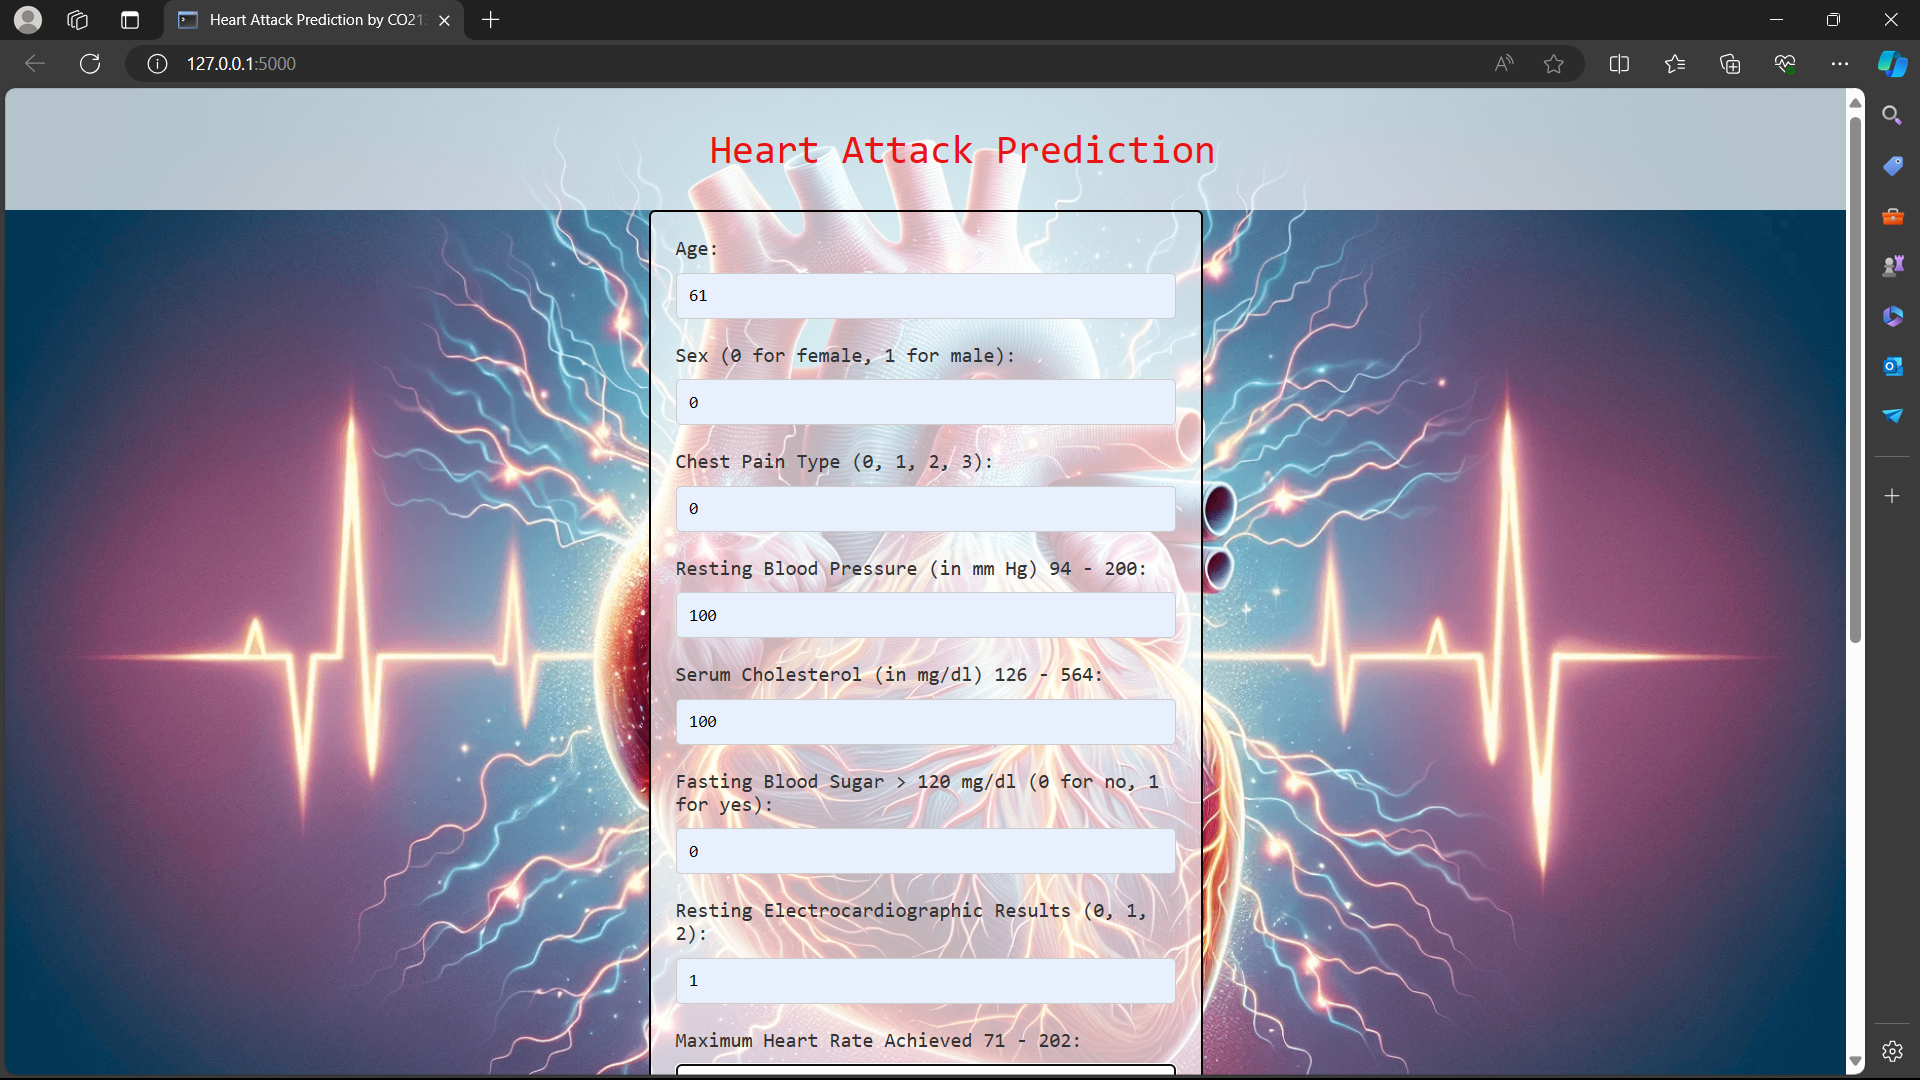 Heart Attack Prediction by CO21
127.0.0.1:5000
Heart Attack Prediction
Age:
61
Sex (0 for female, 1 for male):
0
Chest Pain Type (0, 1, 2, 3):
0
Resting Blood Pressure (in mm Hg) 94 - 200:
100
Serum Cholesterol (in mg/dl) 126 - 564:
100
Fasting Blood Sugar > 120 mg/dl (0 for no, 1
for yes):
0
Resting Electrocardiographic Results (0, 1,
2):
1
Maximum Heart Rate Achieved 71 - 202: